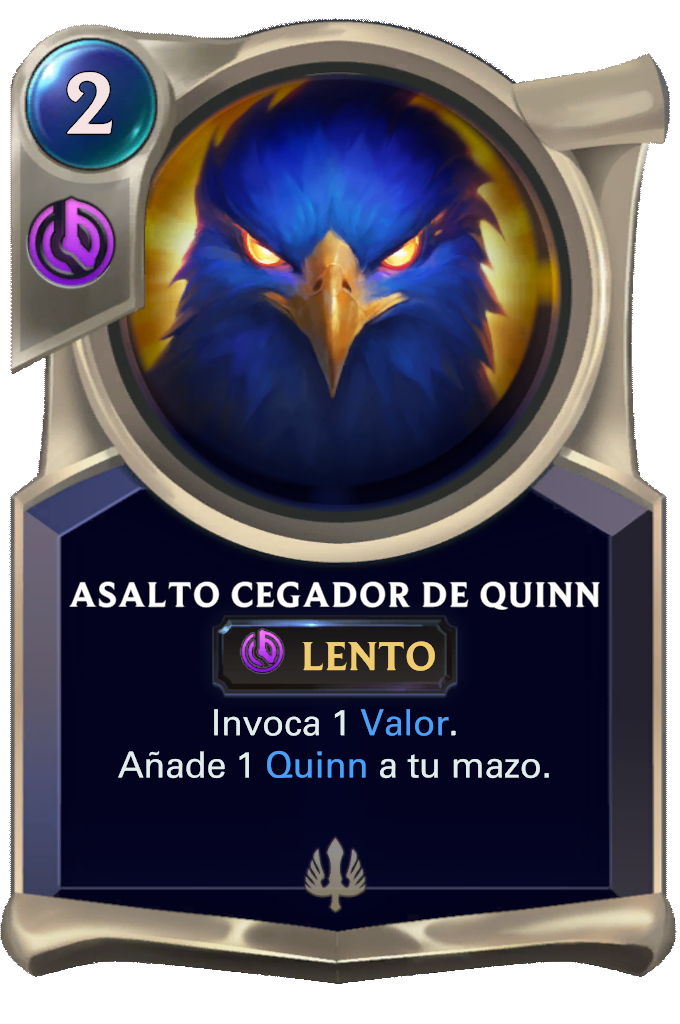 2
ASALTO CEGADOR DE QUINN
LENTO
Invoca 1 Valor.
Añade 1 Quinn a tu mazo.